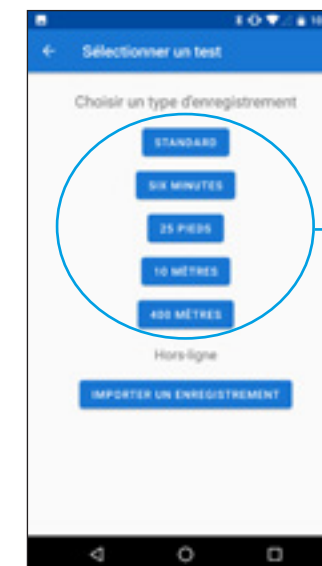 Sélectionner un test
Choisir un type d'enregistrement
STANDARD
SIX MINUTES
25 PIEDS
10 MÈTRES
400 MÈTRES
Hors-ligne
IMPORTER UN ENREGISTREMENT